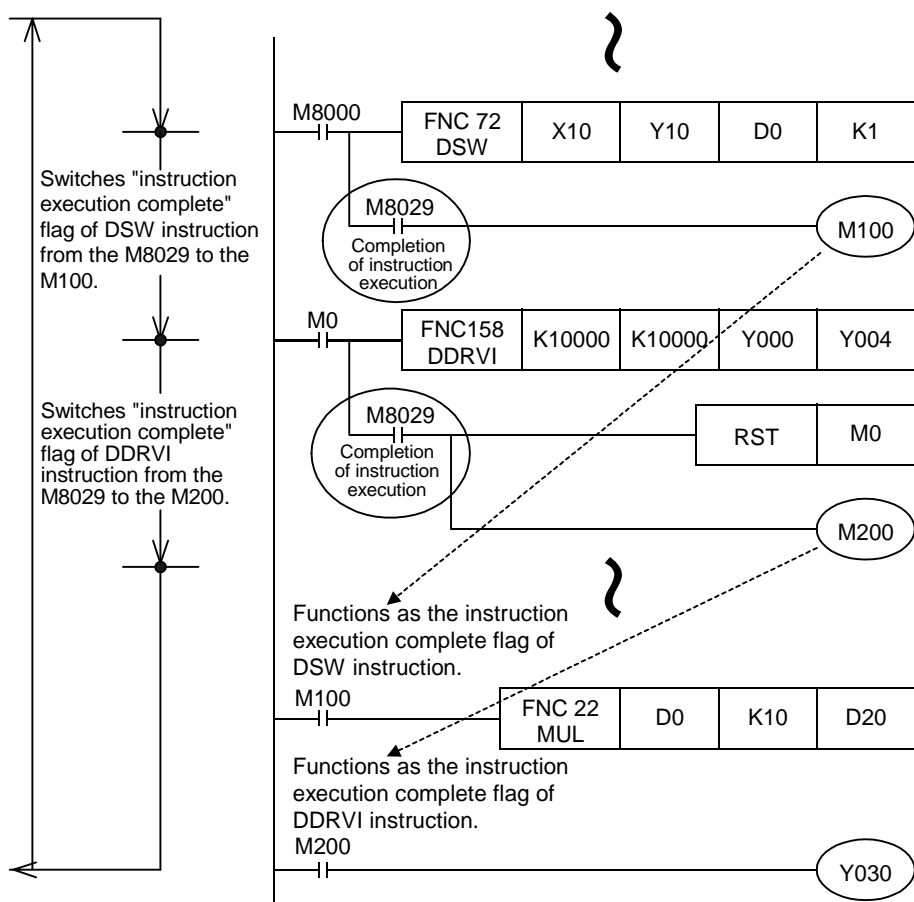 M8000
FNC 72
DSW
X10
Y10
D0
K1
Switches "instruction
execution complete"
flag of DSW instruction
from the M8029 to the
M100.
M8029
Completion
of instruction
execution
M100
M0
FNC158
DDRVI
K10000
K10000
Y000
Y004
Switches "instruction
execution complete"
flag of DDRVI
instruction from the
M8029 to the M200.
M8029
Completion
of instruction
execution
RST
M0
M200
Functions as the instruction
execution complete flag of
DSW instruction.
M100
FNC 22
MUL
D0
K10
D20
Functions as the instruction
execution complete flag of
DDRVI instruction.
M200
Y030